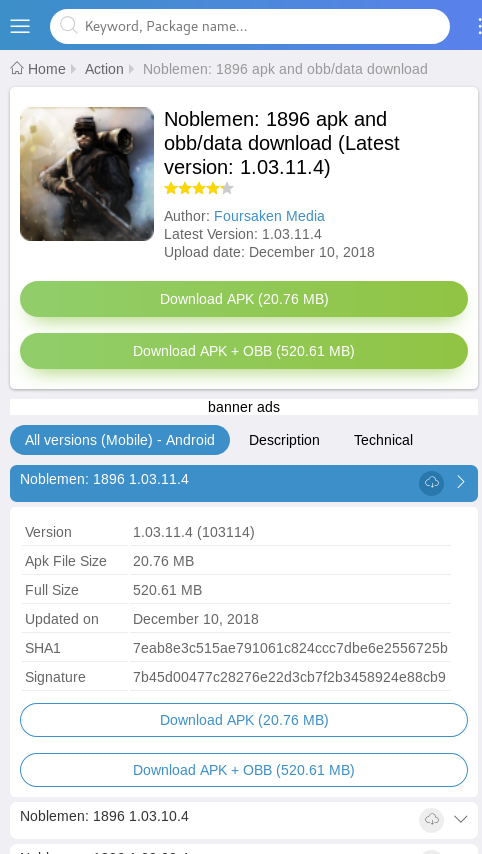 Keyword, Package name...
Home Action Noblemen: 1896 apk and obb/data download
Noblemen: 1896 apk and
obb/data download (Latest
version: 1.03.11.4)
Author: Foursaken Media
Latest Version: 1.03.11.4
Upload date: December 10, 2018
Download APK (20.76 MB)
Download APK + OBB (520.61 MB)
banner ads
All versions (Mobile) - Android Description Technical
Noblemen: 1896 1.03.11.4
Version 1.03.11.4 (103114)
Apk File Size 20.76 MB
Full Size 520.61 MB
Updated on December 10, 2018
SHA1 7eab8e3c515ae791061c824ccc7dbe6e2556725b
Signature 7b45d00477c28276e22d3cb7f2b3458924e88cb9
Download APK (20.76 MB)
Download APK + OBB (520.61 MB)
Noblemen: 1896 1.03.10.4